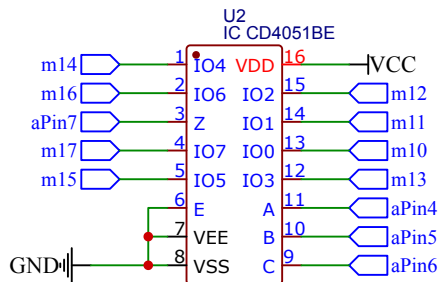 U2
IC CD4051BE
m14 1 IO4 VDD 16 VCC
m16 2 IO6 IO2 15 m12
aPin7 3 Z IO1 14 m11
m17 4 IO7 IO0 13 m10
m15 5 IO5 IO3 12 m13
6 E A 11 aPin4
7 VEE B 10 aPin5
GND 8 VSS C 9 aPin6